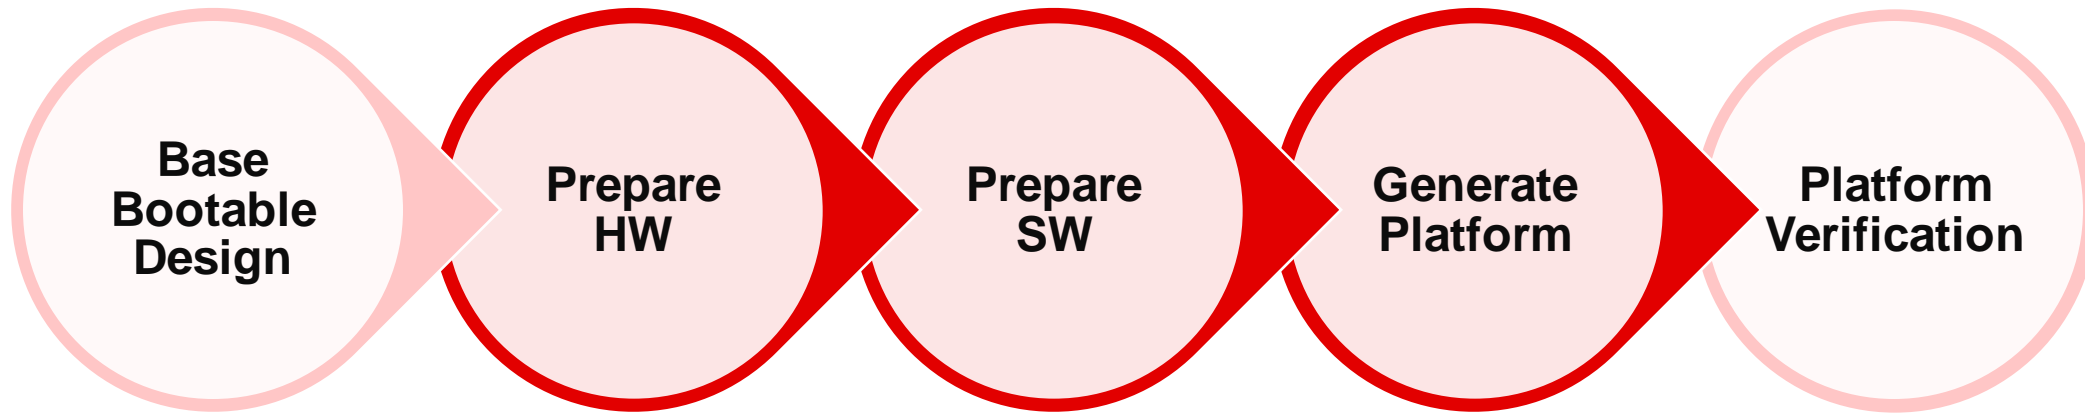 Base
Bootable
Design
Prepare
HW
Prepare
SW
Generate
Platform
Platform
Verification